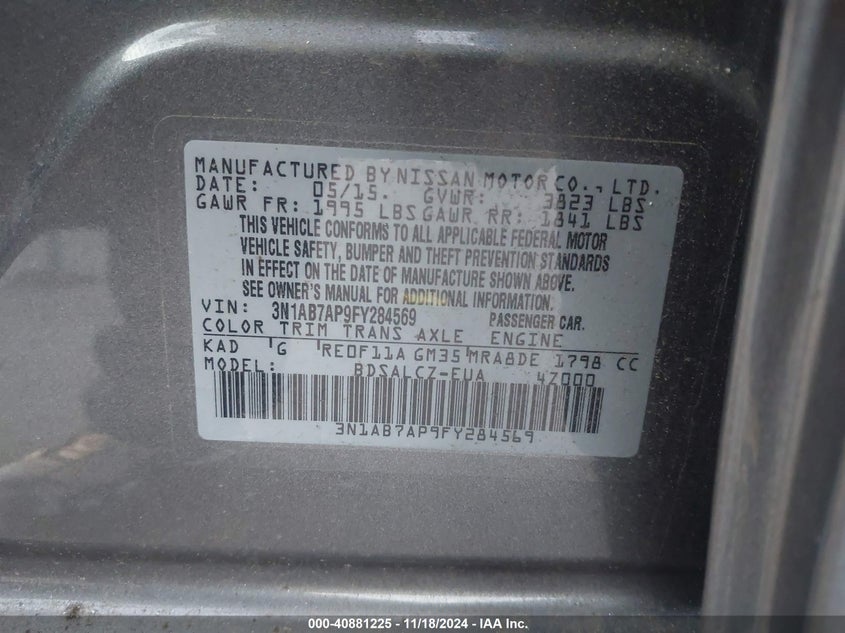 MANUFACTURED BY NISSAN MOTOR CO., LTD.
DATE: 05/15. GVWR: 3823 LBS
GAWR FR: 1995 LBS GAWR RR: 1841 LBS
THIS VEHICLE CONFORMS TO ALL APPLICABLE FEDERAL MOTOR
VEHICLE SAFETY, BUMPER AND THEFT PREVENTION STANDARDS
IN EFFECT ON THE DATE OF MANUFACTURE SHOWN ABOVE.
SEE OWNER'S MANUAL FOR ADDITIONAL INFORMATION.
VIN: 3N1AB7AP9FY284569 PASSENGER CAR.
COLOR TRIM TRANS AXLE ENGINE
KAD 'G 'RE0F11A GM35'MRA8DE 1798 CC
MODEL: BDSALCZ-EUA 4Z000
3N1AB7AP9FY284569
000-40881225 - 11/18/2024 - IAA Inc.